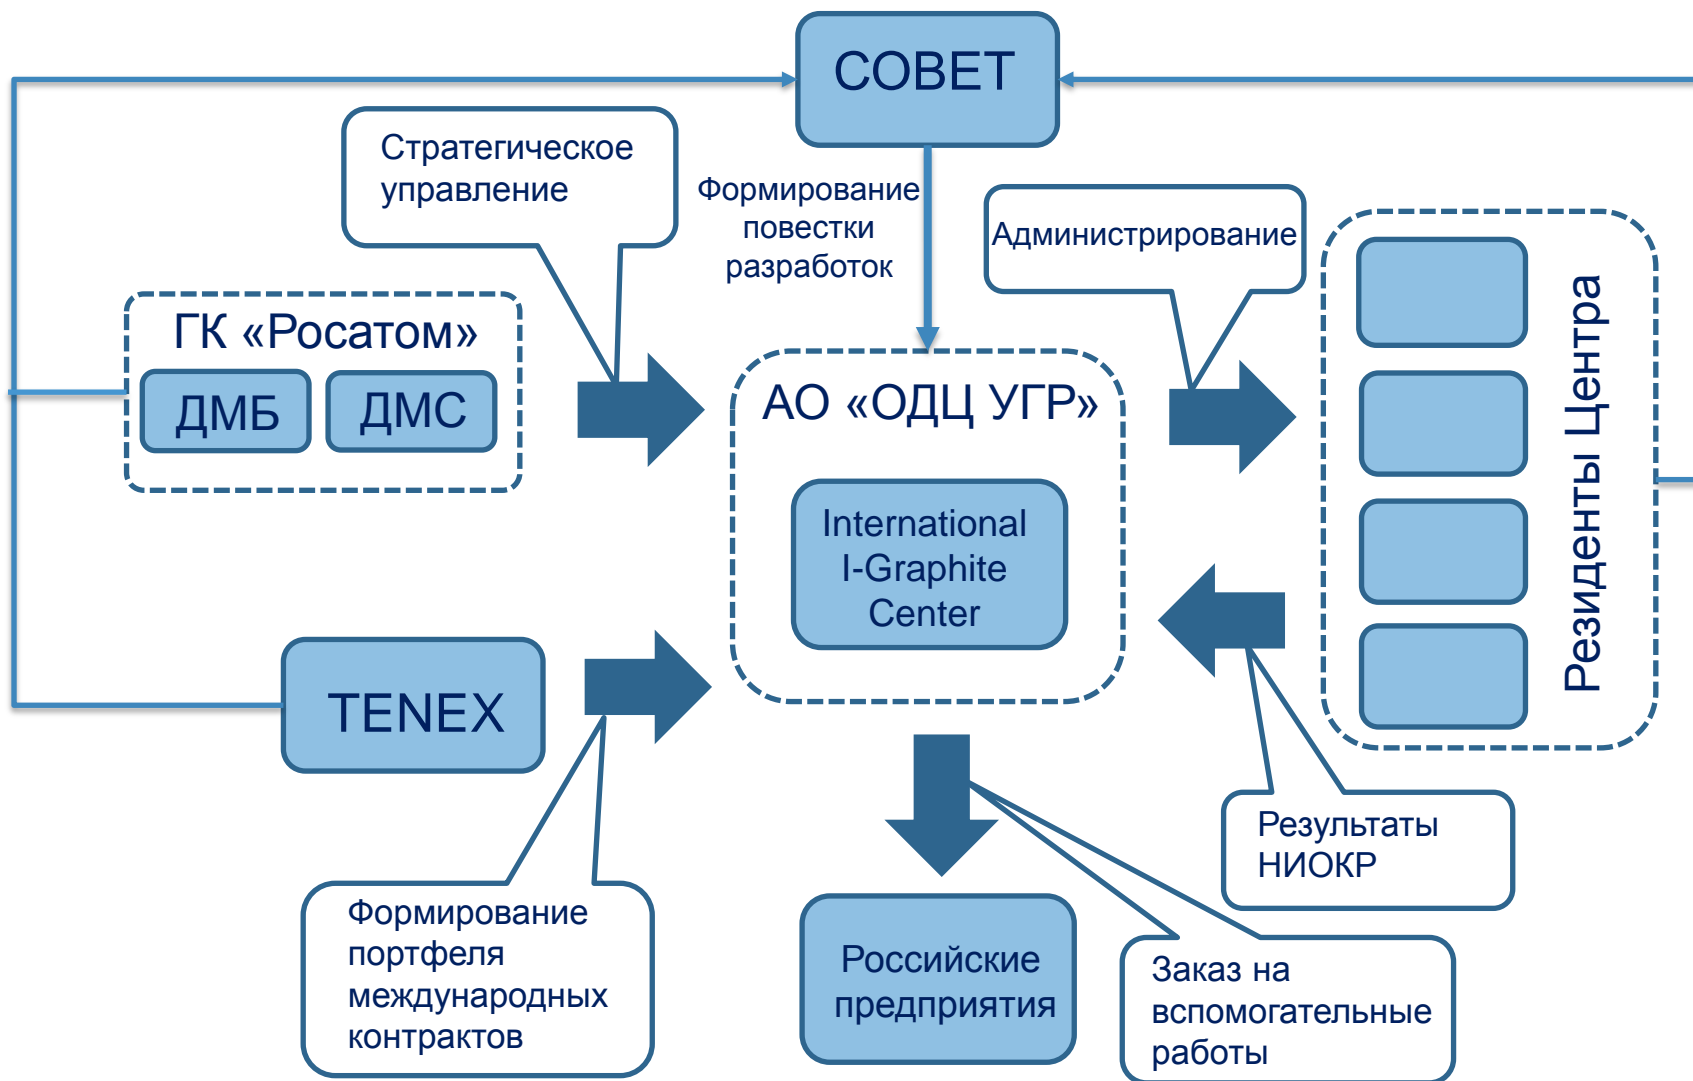 СОВЕТ
Стратегическое
управление
Формирование
повестки
разработок
Администрирование
ГК «Росатом»
ДМБ
ДМС
АО «ОДЦ УГР»
International
I-Graphite
Center
Резиденты Центра
TENEX
Результаты
НИОКР
Формирование
портфеля
международных
контрактов
Российские
предприятия
Заказ на
вспомогательные
работы